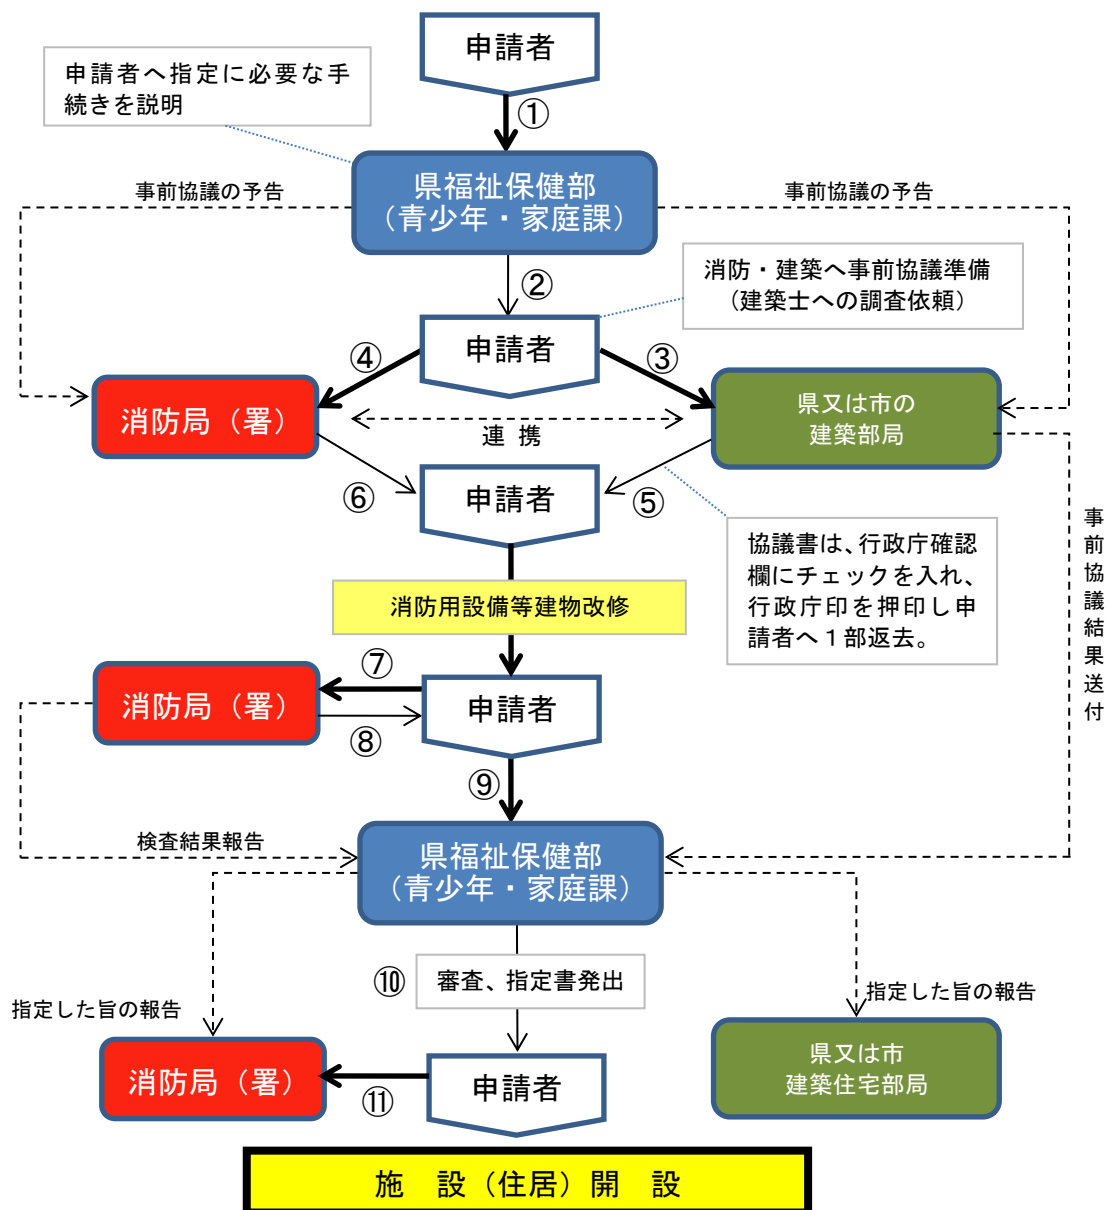 申請者
申請者へ指定に必要な手
続きを説明
①
県福祉保健部
（青少年・家庭課）
事前協議の予告
事前協議の予告
②
消防・建築へ事前協議準備
（建築士への調査依頼）
申請者
④
③
消防局（署）
県又は市の
建築部局
連 携
⑥
申請者
⑤
事前協議結果送付
協議書は、行政庁確認
欄にチェックを入れ、
行政庁印を押印し申
請者へ１部返去。
消防用設備等建物改修
⑦
消防局（署）
申請者
⑧
⑨
検査結果報告
県福祉保健部
（青少年・家庭課）
⑩
審査、指定書発出
指定した旨の報告
指定した旨の報告
消防局（署）
県又は市
建築住宅部局
申請者
⑪
施 設（住居）開 設